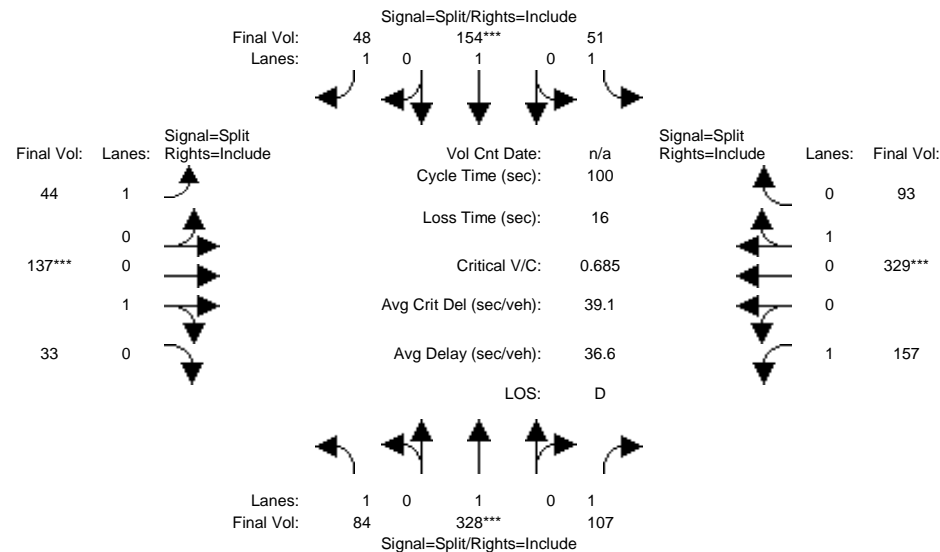 Signal=Split/Rights=Include
Final Vol: 48 154*** 51
Lanes: 1 0 1 0 1
Signal=Split
Final Vol: Lanes: Rights=Include
Vol Cnt Date: n/a
Signal=Split
Rights=Include Lanes: Final Vol:
44 1
Cycle Time (sec): 100
0 93
Loss Time (sec): 16
0
1
137*** 0
Critical V/C: 0.685
0 329***
1
Avg Crit Del (sec/veh): 39.1
0
33 0
Avg Delay (sec/veh): 36.6
1 157
LOS: D
Lanes: 1 0 1 0 1
Final Vol: 84 328*** 107
Signal=Split/Rights=Include